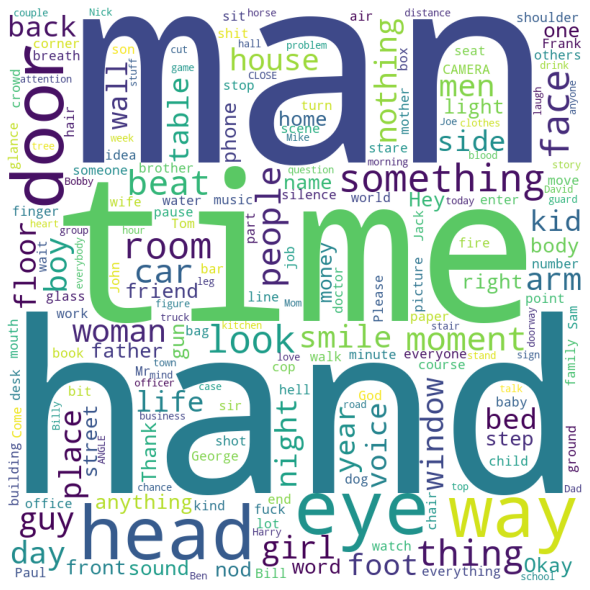 man
time
hand
door
head
eye
way
face
something
back
wall
table
house
nothing
men
side
light
one
Frank
others
sit
shit
air
box
seat
CAMERA
drink
anyone
laugh
shoulder
horse
distance
hall
problem
CLOSE
couple
Nick
corner
son
cut
stuff
game
stop
turn
week
Mike
breath
attention
crowd
hair
glance
tree
idea
phone
home
scene
mother
stare
Joe
clothes
blood
story
morning
question
brother
someone
beat
people
silence
world
name
Hey
enter
kid
move
David
guard
today
Jack
finger
Bobby
heart
everybody
wife
water
music
pause
Tom
hour
part
floor
boy
wait
group
glass
room
car
John
bar
leg
friend
figure
truck
line
job
Mom
doctor
money
picture
Please
right
fire
number
body
arm
point
doorway
stair
paper
work
book
woman
father
gun
bag
kitchen
look
smile
moment
love
walk
minute
everyone
stand
sign
family
Sam
mouth
desk
bit
Mr
mind
town
officer
case
cop
course
talk
God
road
hell
life
sir
business
Billy
Come
street
ANGLE
place
building
Thank
shot
George
night
year
voice
dog
window
bed
baby
step
child
ground
office
chance
anything
kind
end
lot
fuck
Harry
chair
top
Dad
guy
day
Paul
front
sound
Ben
nod
Bill
girl
word
foot
watch
everything
thing
Okay
school